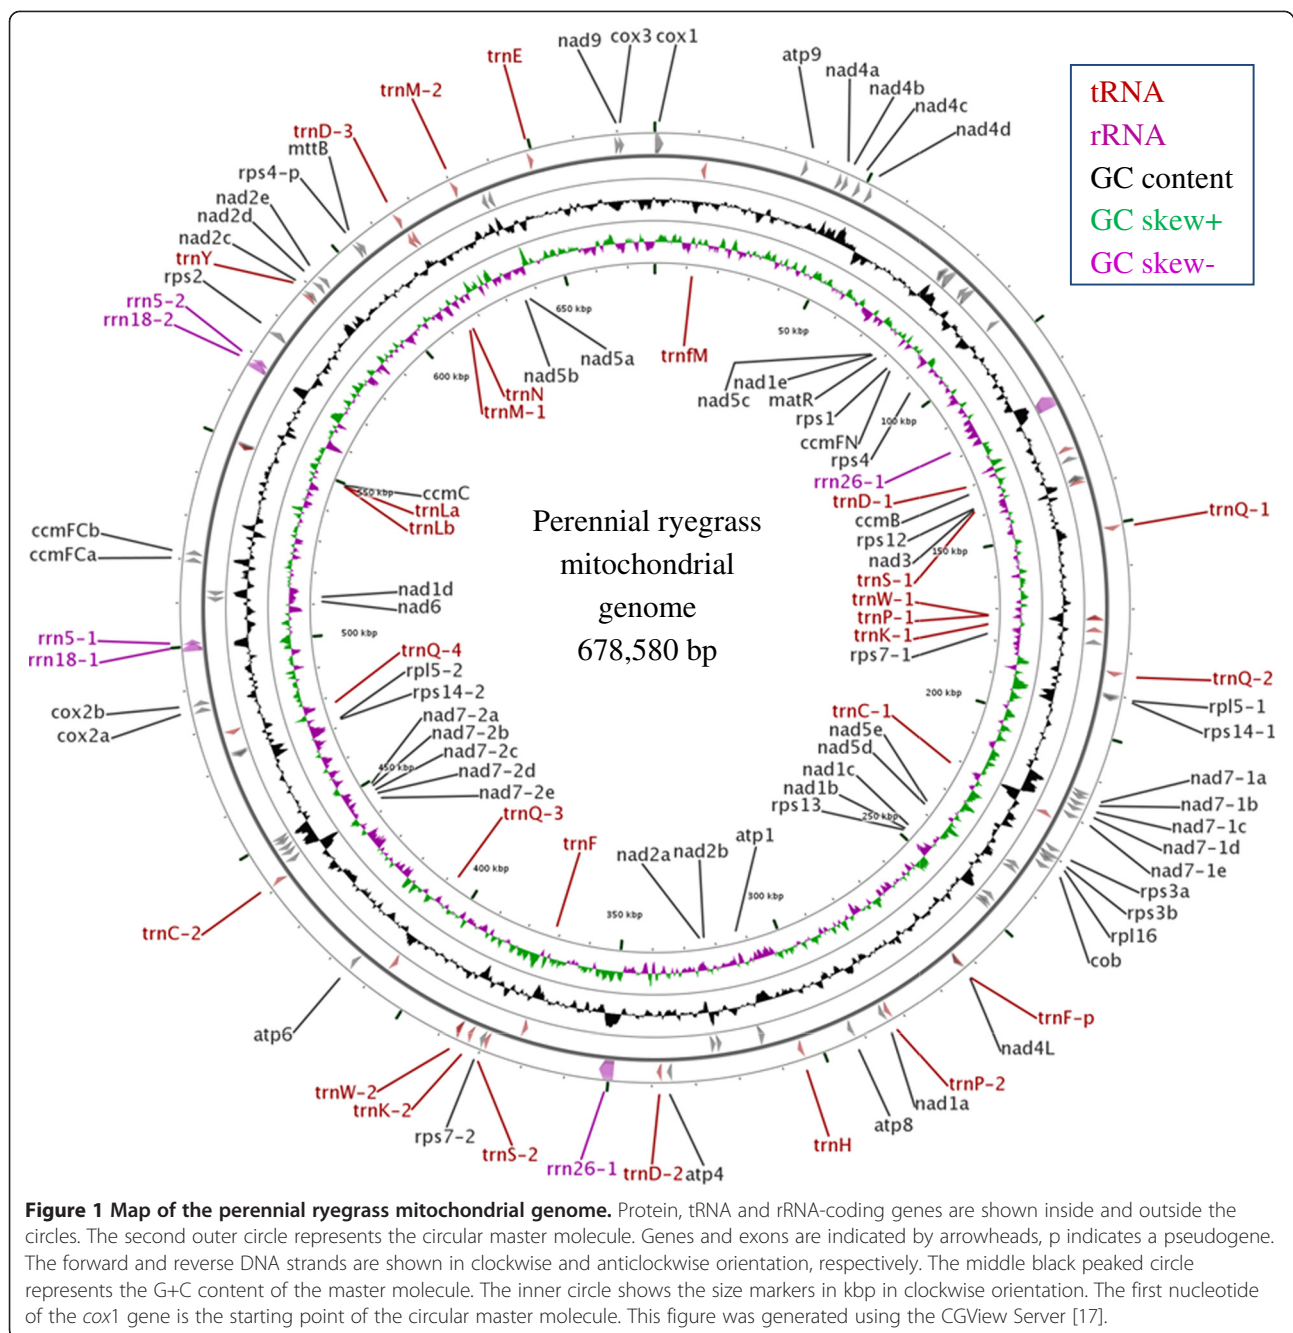 nad9
cox3
cox1
trnE
trnM-2
trnD-3
mttB
rps4-p
nad2e
nad2d
nad2c
trnY
rps2
rrn5-2
rrn18-2
ccmFCb
ccmFCa
rrn5-1
rrn18-1
cox2b
cox2a
trnC-2
atp6
trnW-2
trnK-2
rps7-2
trnS-2
rrn26-1
trnD-2
atp4
trnH
atp8
nad1a
trnP-2
nad4L
trnF-p
cob
rpl16
rps3b
rps3a
nad7-1e
nad7-1d
nad7-1c
nad7-1b
nad7-1a
rps14-1
rpl5-1
trnQ-2
trnQ-1
atp9
nad4a
nad4b
nad4c
nad4d
tRNA
rRNA
GC content
GC skew+
GC skew-
650 kbp
50 kbp
600 kbp
nad5a
nad5b
trnN
trnM-1
trnfM
nad1e
nad5c
matR
rps1
ccmFN
rps4
100 kbp
rrn26-1
trnD-1
ccmB
rps12
nad3
150 kbp
trnS-1
trnW-1
trnP-1
trnK-1
rps7-1
200 kbp
trnC-1
nad5e
nad5d
nad1c
nad1b
rps13
250 kbp
atp1
300 kbp
nad2a
nad2b
350 kbp
trnF
400 kbp
trnQ-3
nad7-2e
nad7-2d
nad7-2c
nad7-2b
nad7-2a
450 kbp
rps14-2
rpl5-2
trnQ-4
500 kbp
nad6
nad1d
550 kbp
ccmC
trnLa
trnLb
Perennial ryegrass
mitochondrial
genome
678,580 bp
Figure 1 Map of the perennial ryegrass mitochondrial genome. Protein, tRNA and rRNA-coding genes are shown inside and outside the
circles. The second outer circle represents the circular master molecule. Genes and exons are indicated by arrowheads, p indicates a pseudogene.
The forward and reverse DNA strands are shown in clockwise and anticlockwise orientation, respectively. The middle black peaked circle
represents the G+C content of the master molecule. The inner circle shows the size markers in kbp in clockwise orientation. The first nucleotide
of the cox1 gene is the starting point of the circular master molecule. This figure was generated using the CGView Server [17].